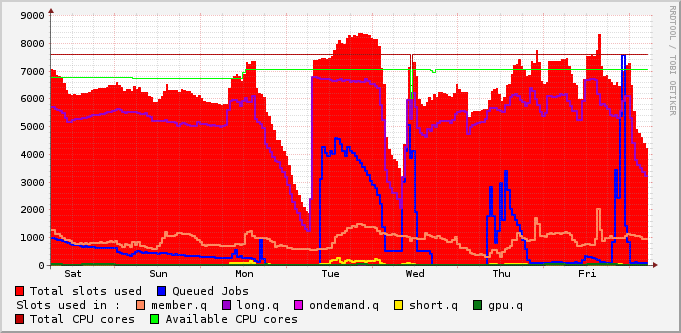 9000
8000
7000
6000
5000
4000
3000
2000
1000
0
Sat Sun Mon Tue Wed Thu Fri
RRDTOOL / TOBI OETIKER
Total slots used Queued Jobs
Slots used in : member.q long.q ondemand.q short.q gpu.q
Total CPU cores Available CPU cores